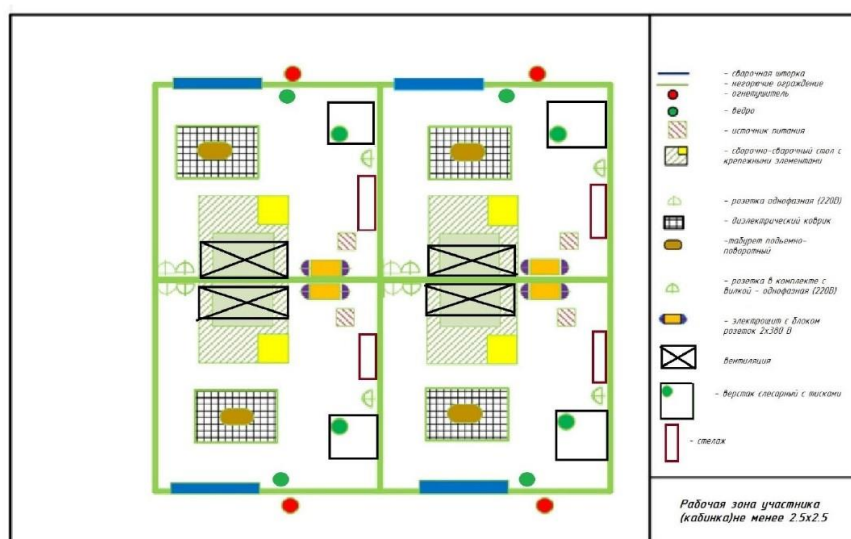 - сварочная шторка
- негорючие ограждение
- огнетушитель
- ведро
- источник питания
- сборочно-сварочный стол с
крепежными элементами
- розетка однофазная (220В)
- диэлектрический коврик
-табурет подьемно-
поворотный
- розетка в комплекте с
вилкой - однофазная (220В)
- электрощит с блоком
розеток 2х380 В
вентиляция
- верстак слесарный с тисками
- стелаж
Рабочая зона участника
(кабинка)не менее 2.5х2.5